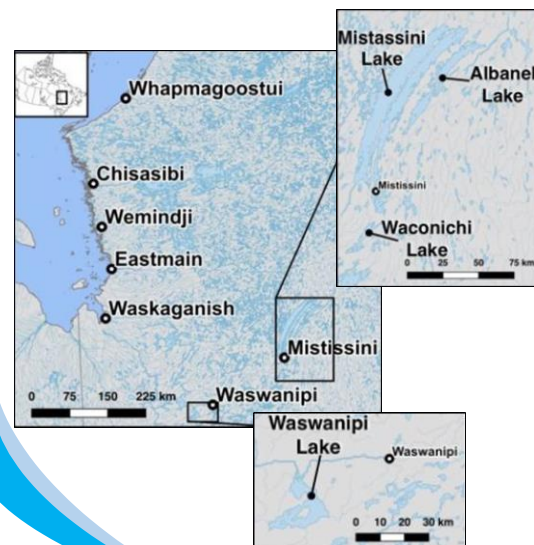 Whapmagoostui
Chisasibi
Wemindji
Eastmain
Waskaganish
Mistissini
Waswanipi
0 75 150 225 km
Mistassini
Lake
Albanel
Lake
Mistissini
Waconichi
Lake
0 25 50 75 km
Waswanipi
Lake
Waswanipi
0 10 20 30 km